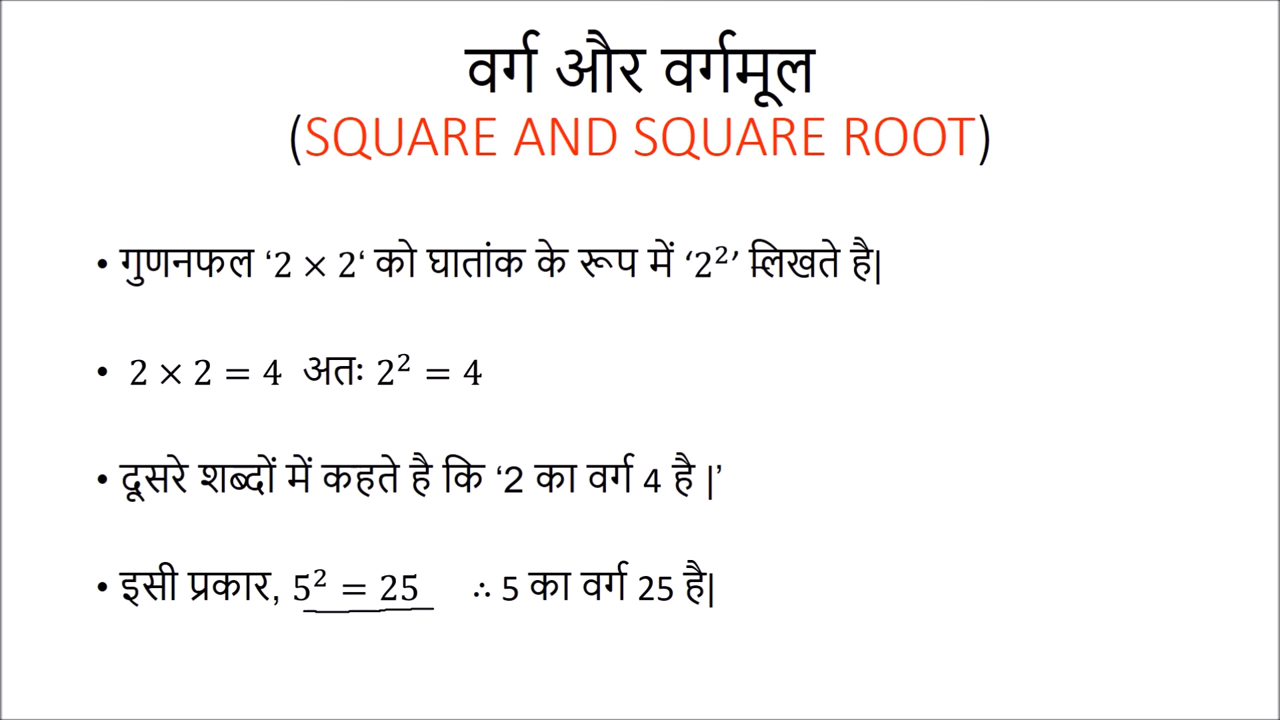 वर्ग और वर्गमूल
(SQUARE AND SQUARE ROOT)
• गुणनफल ‘2 × 2‘ को घातांक के रूप में ‘2²’ लिखते है|
• 2 × 2 = 4 अतः 2² = 4
• दूसरे शब्दों में कहते है कि ‘2 का वर्ग 4 है |’
• इसी प्रकार, 5² = 25 ∴ 5 का वर्ग 25 है|